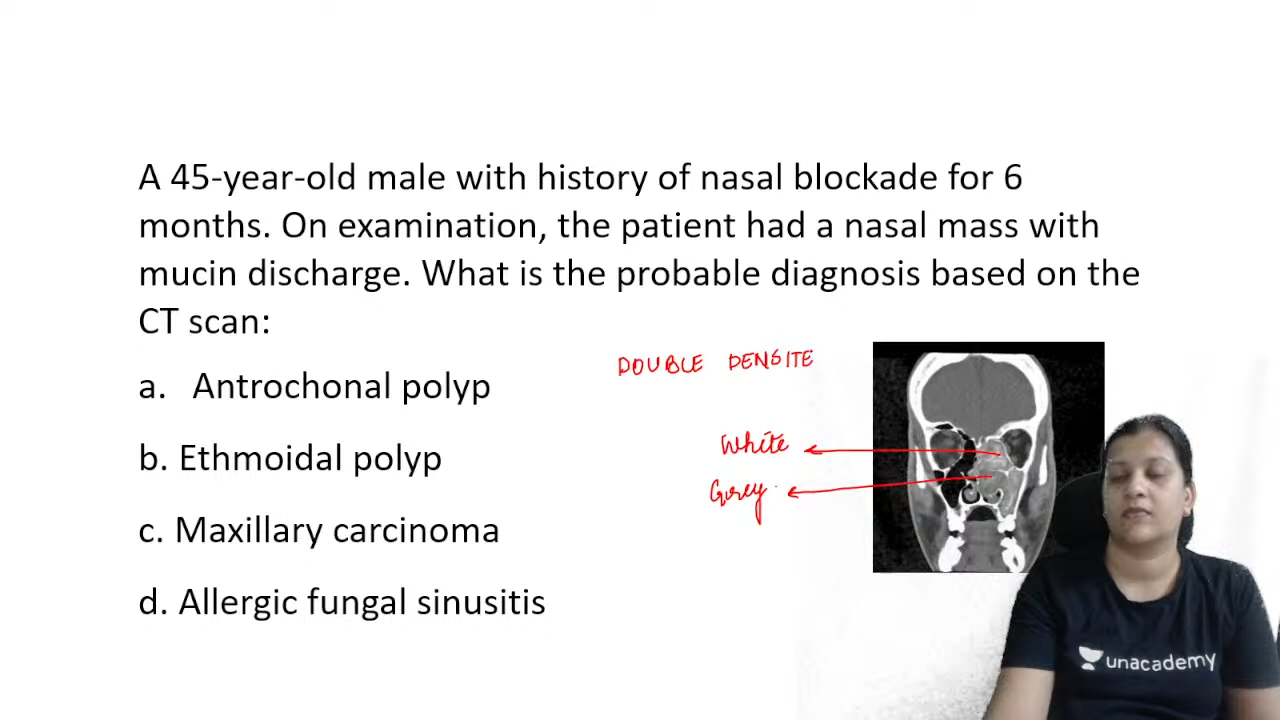 A 45-year-old male with history of nasal blockade for 6
months. On examination, the patient had a nasal mass with
mucin discharge. What is the probable diagnosis based on the
CT scan:
DOUBLE DENSITE
a. Antrochonal polyp
White
b. Ethmoidal polyp
Grey
c. Maxillary carcinoma
d. Allergic fungal sinusitis
unacademy